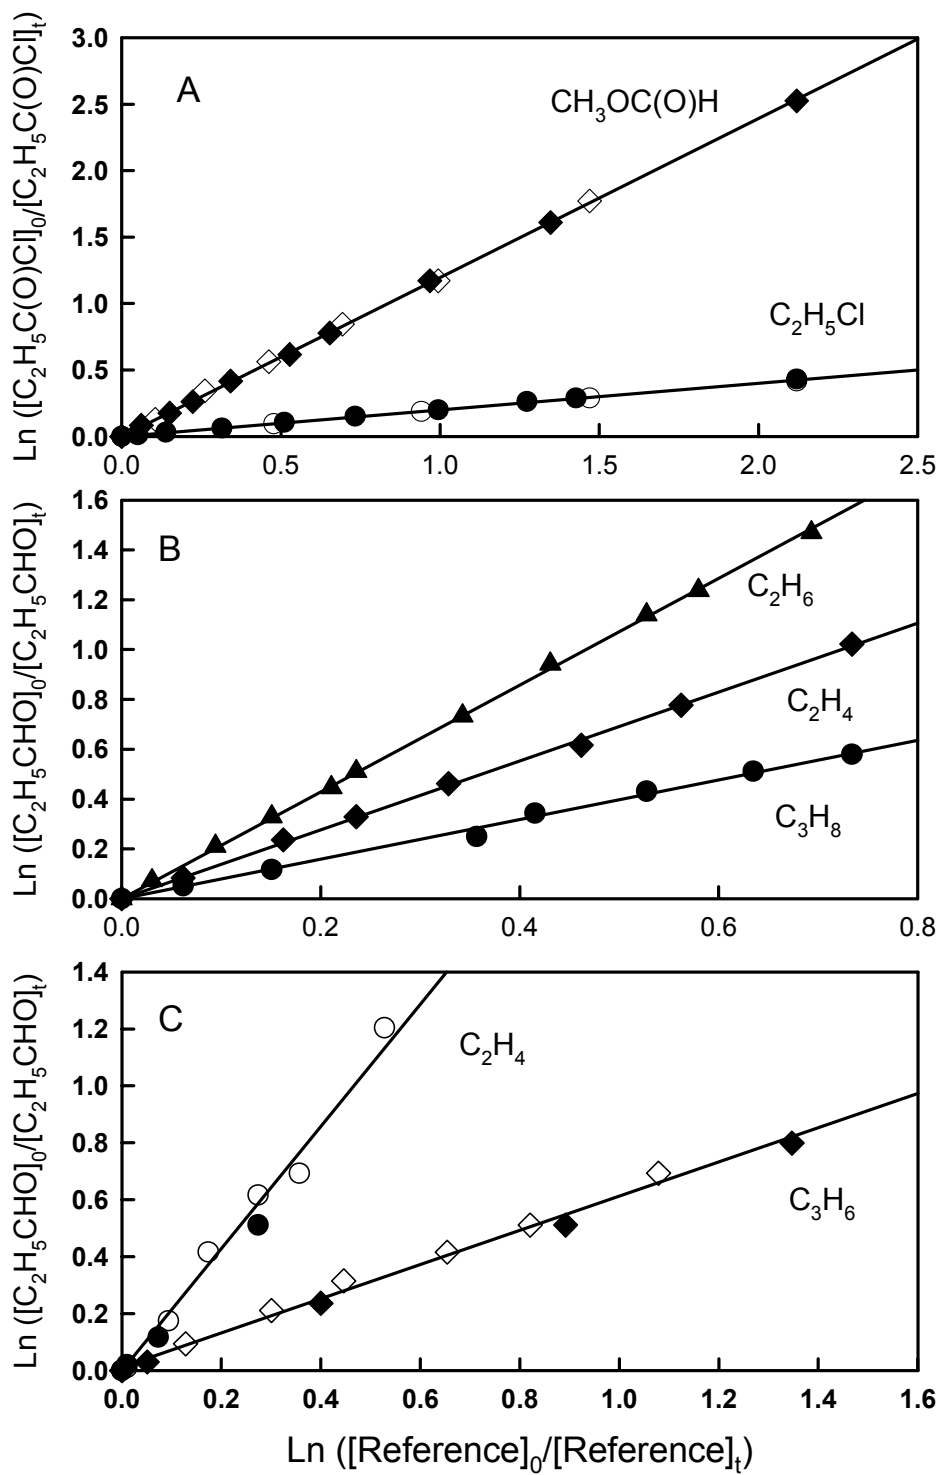 Ln ([C₂H₅C(O)Cl]₀/[C₂H₅C(O)Cl]ₜ)
3.0
2.5
2.0
1.5
1.0
0.5
0.0
A
CH₃OC(O)H
C₂H₅Cl
0.0 0.5 1.0 1.5 2.0 2.5
Ln ([C₂H₅CHO]₀/[C₂H₅CHO]ₜ)
1.6
1.4
1.2
1.0
0.8
0.6
0.4
0.2
0.0
B
C₂H₆
C₂H₄
C₃H₈
0.0 0.2 0.4 0.6 0.8
Ln ([C₂H₅CHO]₀/[C₂H₅CHO]ₜ)
1.4
1.2
1.0
0.8
0.6
0.4
0.2
0.0
C
C₂H₄
C₃H₆
0.0 0.2 0.4 0.6 0.8 1.0 1.2 1.4 1.6
Ln ([Reference]₀/[Reference]ₜ)